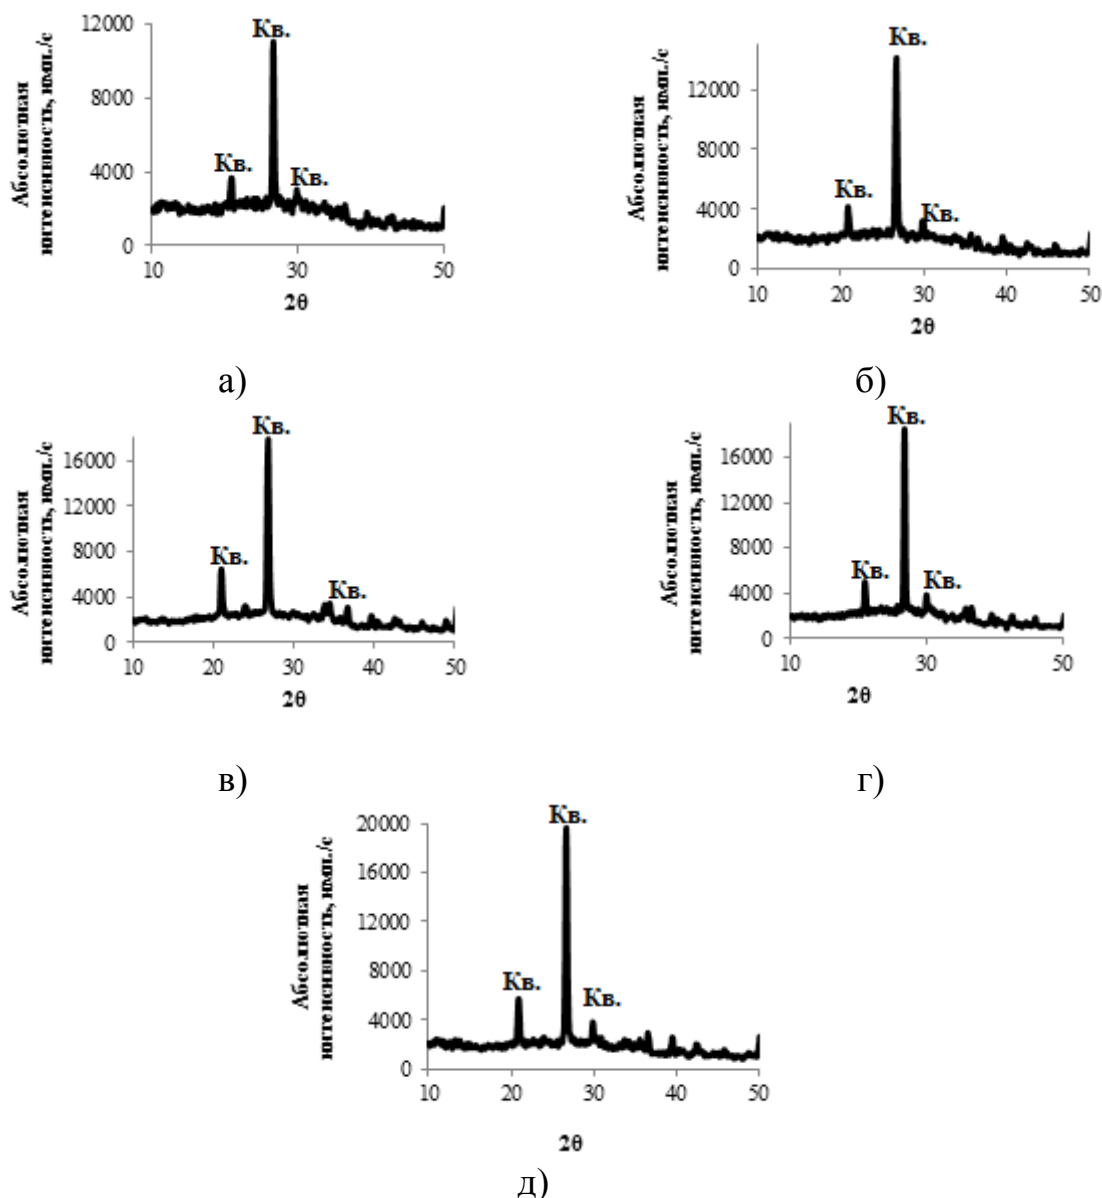 12000
8000
4000
0
10
30
50
2θ
Абсолютная
интенсивность, имп./с
Кв.
Кв.
Кв.
а)
12000
8000
4000
0
10
20
30
40
50
2θ
Абсолютная
интенсивность, имп./с
Кв.
Кв.
Кв.
б)
16000
12000
8000
4000
0
10
20
30
40
50
2θ
Абсолютная
интенсивность, имп./с
Кв.
Кв.
Кв.
в)
16000
12000
8000
4000
0
10
30
50
2θ
Абсолютная
интенсивность, имп./с
Кв.
Кв.
Кв.
г)
20000
16000
12000
8000
4000
0
10
20
30
40
50
2θ
Абсолютная
интенсивность, имп./с
Кв.
Кв.
Кв.
д)